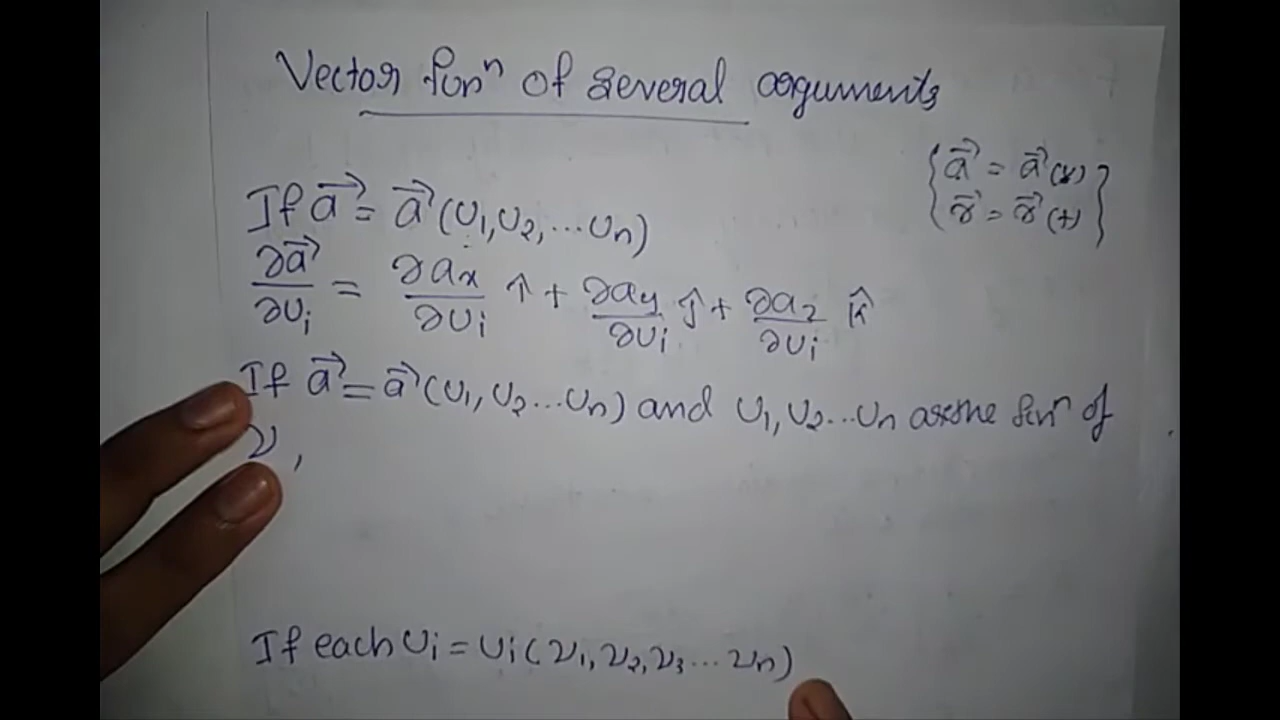 Vector funⁿ of several arguments
{ a⃗ = a⃗(x)
r⃗ = r⃗(t) }
If a⃗ = a⃗(u₁,u₂,...uₙ)
∂a⃗/∂uᵢ = ∂aₓ/∂uᵢ î + ∂a_y/∂uᵢ ĵ + ∂a_z/∂uᵢ k̂
If a⃗ = a⃗(u₁,u₂...uₙ) and u₁,u₂...uₙ are the funⁿ of
v,
If each uᵢ = uᵢ(v₁,v₂,v₃...vₙ)